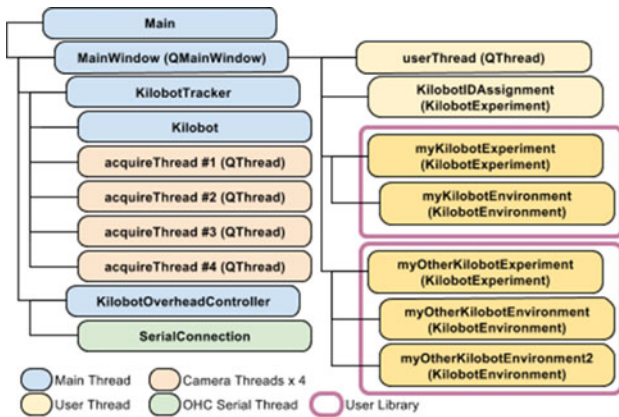 Main
MainWindow (QMainWindow)
KilobotTracker
Kilobot
acquireThread #1 (QThread)
acquireThread #2 (QThread)
acquireThread #3 (QThread)
acquireThread #4 (QThread)
KilobotOverheadController
SerialConnection
userThread (QThread)
KilobotIDAssignment
(KilobotExperiment)
myKilobotExperiment
(KilobotExperiment)
myKilobotEnvironment
(KilobotEnvironment)
myOtherKilobotExperiment
(KilobotExperiment)
myOtherKilobotEnvironment
(KilobotEnvironment)
myOtherKilobotEnvironment2
(KilobotEnvironment)
Main Thread
Camera Threads x 4
User Thread
OHC Serial Thread
User Library